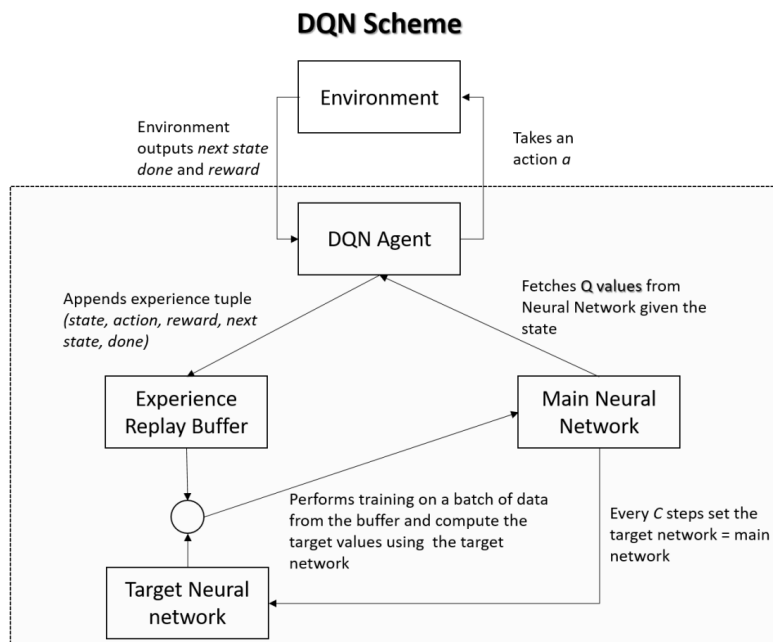 DQN Scheme
Environment
Environment
outputs next state
done and reward
Takes an
action a
DQN Agent
Appends experience tuple
(state, action, reward, next
state, done)
Fetches Q values from
Neural Network given the
state
Experience
Replay Buffer
Main Neural
Network
Performs training on a batch of data
from the buffer and compute the
target values using the target
network
Every C steps set the
target network = main
network
Target Neural
network